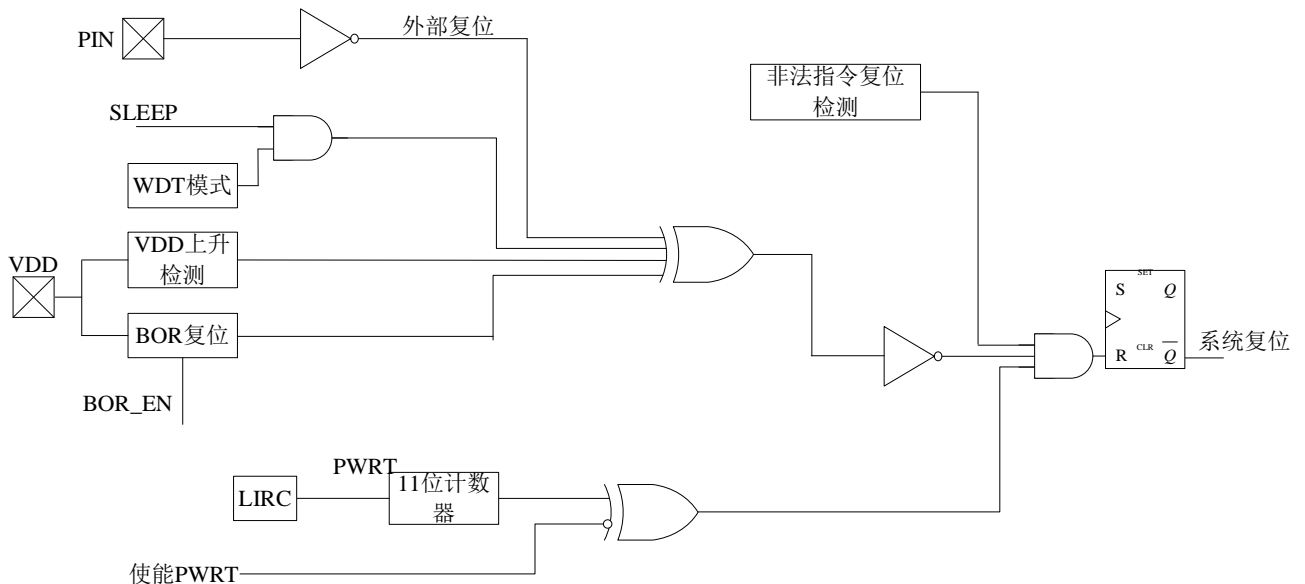 PIN
外部复位
非法指令复位
检测
SLEEP
WDT模式
VDD
VDD上升
检测
BOR复位
BOR_EN
SET
S
Q
R
CLR
Q
系统复位
PWRT
LIRC
11位计数
器
使能PWRT